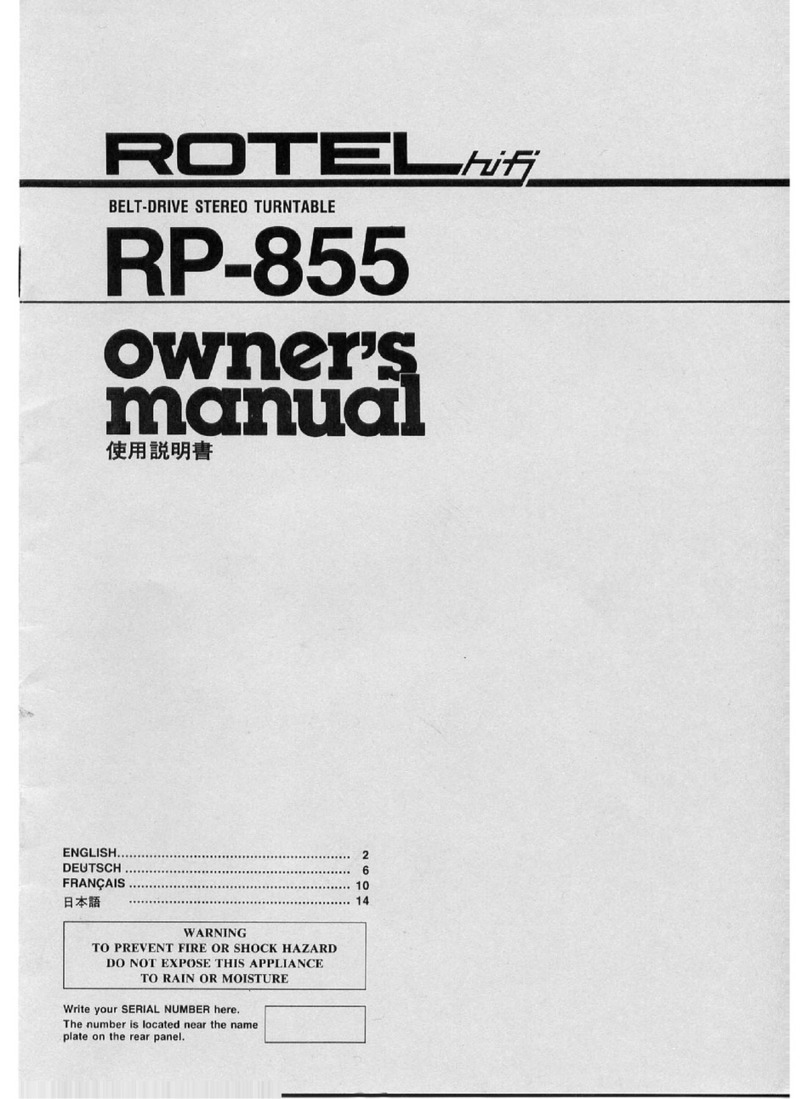 ROTEL hifi
BELT-DRIVE STEREO TURNTABLE
RP-855
owner's
manual
使用説明書
ENGLISH............................................................ 2
DEUTSCH .......................................................... 6
FRANÇAIS ......................................................... 10
日本語 ......................................................... 14
WARNING
TO PREVENT FIRE OR SHOCK HAZARD
DO NOT EXPOSE THIS APPLIANCE
TO RAIN OR MOISTURE
Write your SERIAL NUMBER here.
The number is located near the name
plate on the rear panel.